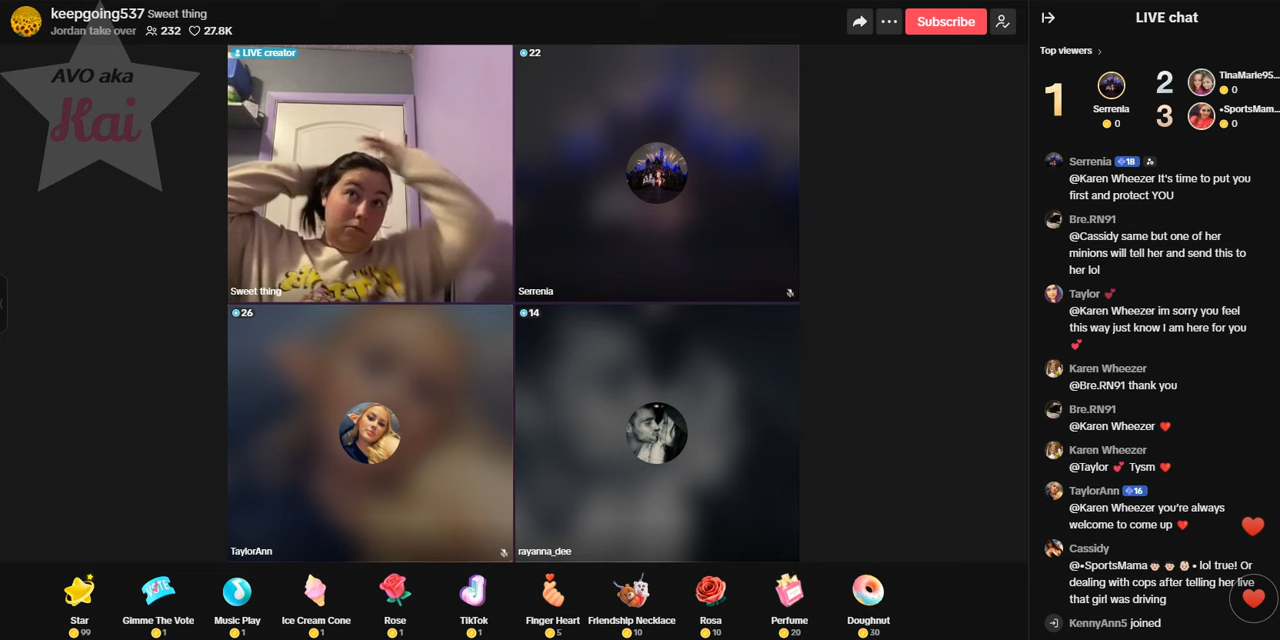 keepgoing537 Sweet thing
Jordan take over 232 27.8K
Subscribe
AVO aka
Kai
LIVE creator
Sweet thing
22
Serrenia
26
TaylorAnn
14
rayanna_dee
Star
99
Gimme The Vote
1
Music Play
1
Ice Cream Cone
1
Rose
1
TikTok
1
Finger Heart
5
Friendship Necklace
10
Rosa
10
Perfume
20
Doughnut
30
LIVE chat
Top viewers
1
Serrenia
0
2
TinaMarie95...
0
3
•SportsMam...
0
Serrenia 18
@Karen Wheezer It's time to put you
first and protect YOU
Bre.RN91
@Cassidy same but one of her
minions will tell her and send this to
her lol
Taylor 💕
@Karen Wheezer im sorry you feel
this way just know I am here for you
💕
Karen Wheezer
@Bre.RN91 thank you
Bre.RN91
@Karen Wheezer ❤️
Karen Wheezer
@Taylor 💕 Tysm ❤️
TaylorAnn 16
@Karen Wheezer you're always
welcome to come up ❤️
Cassidy
@•SportsMama • lol true! Or
dealing with cops after telling her live
that girl was driving
KennyAnn5 joined